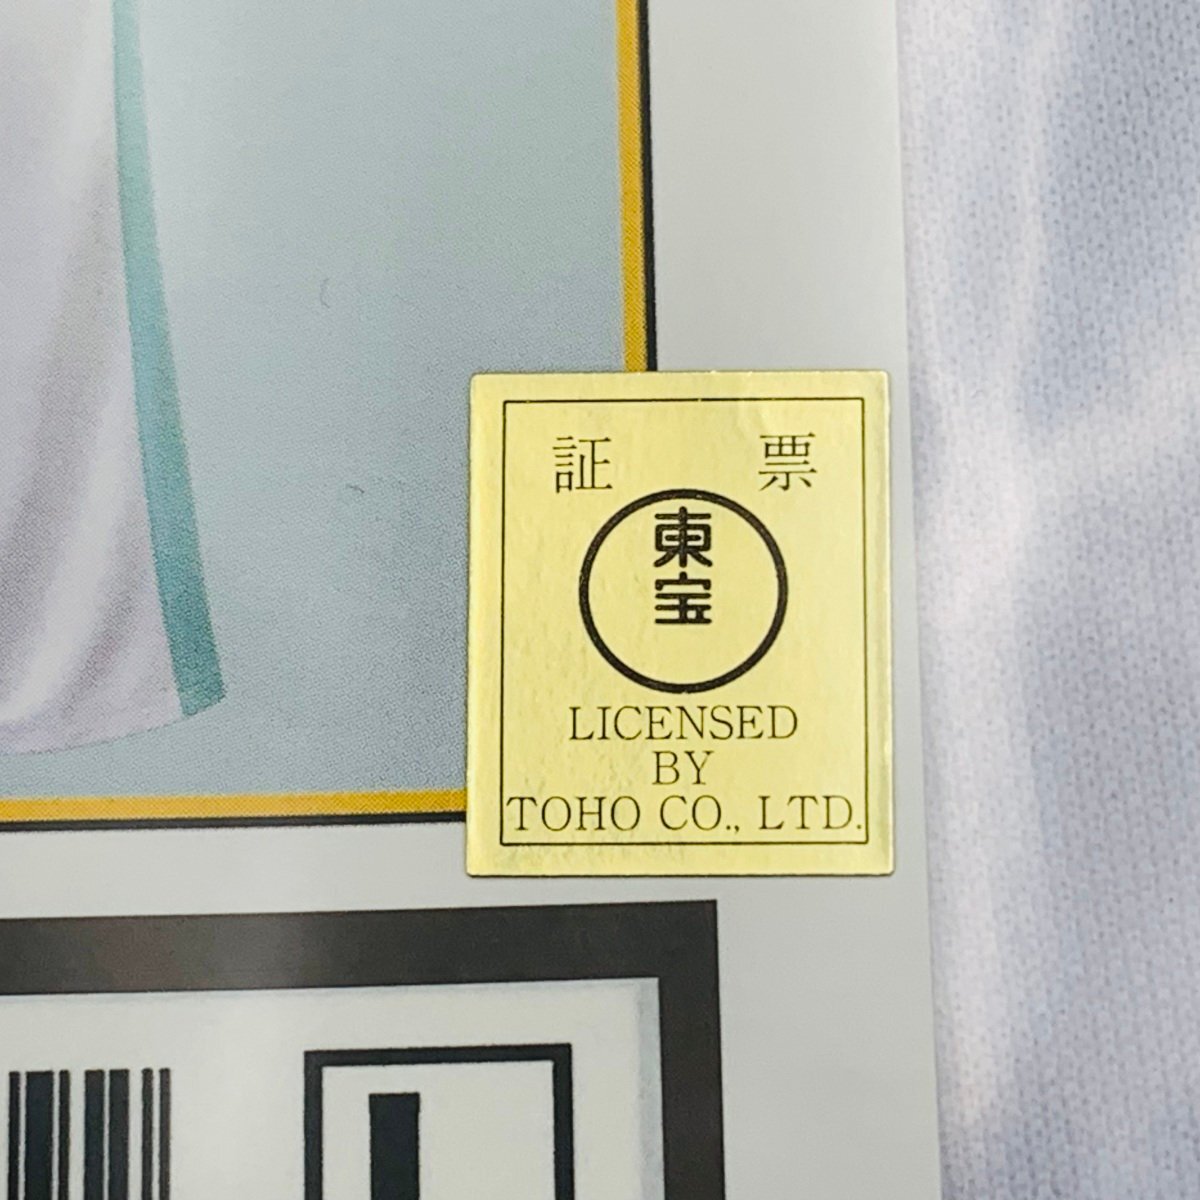 証 票
東
宝
LICENSED
BY
TOHO CO., LTD.